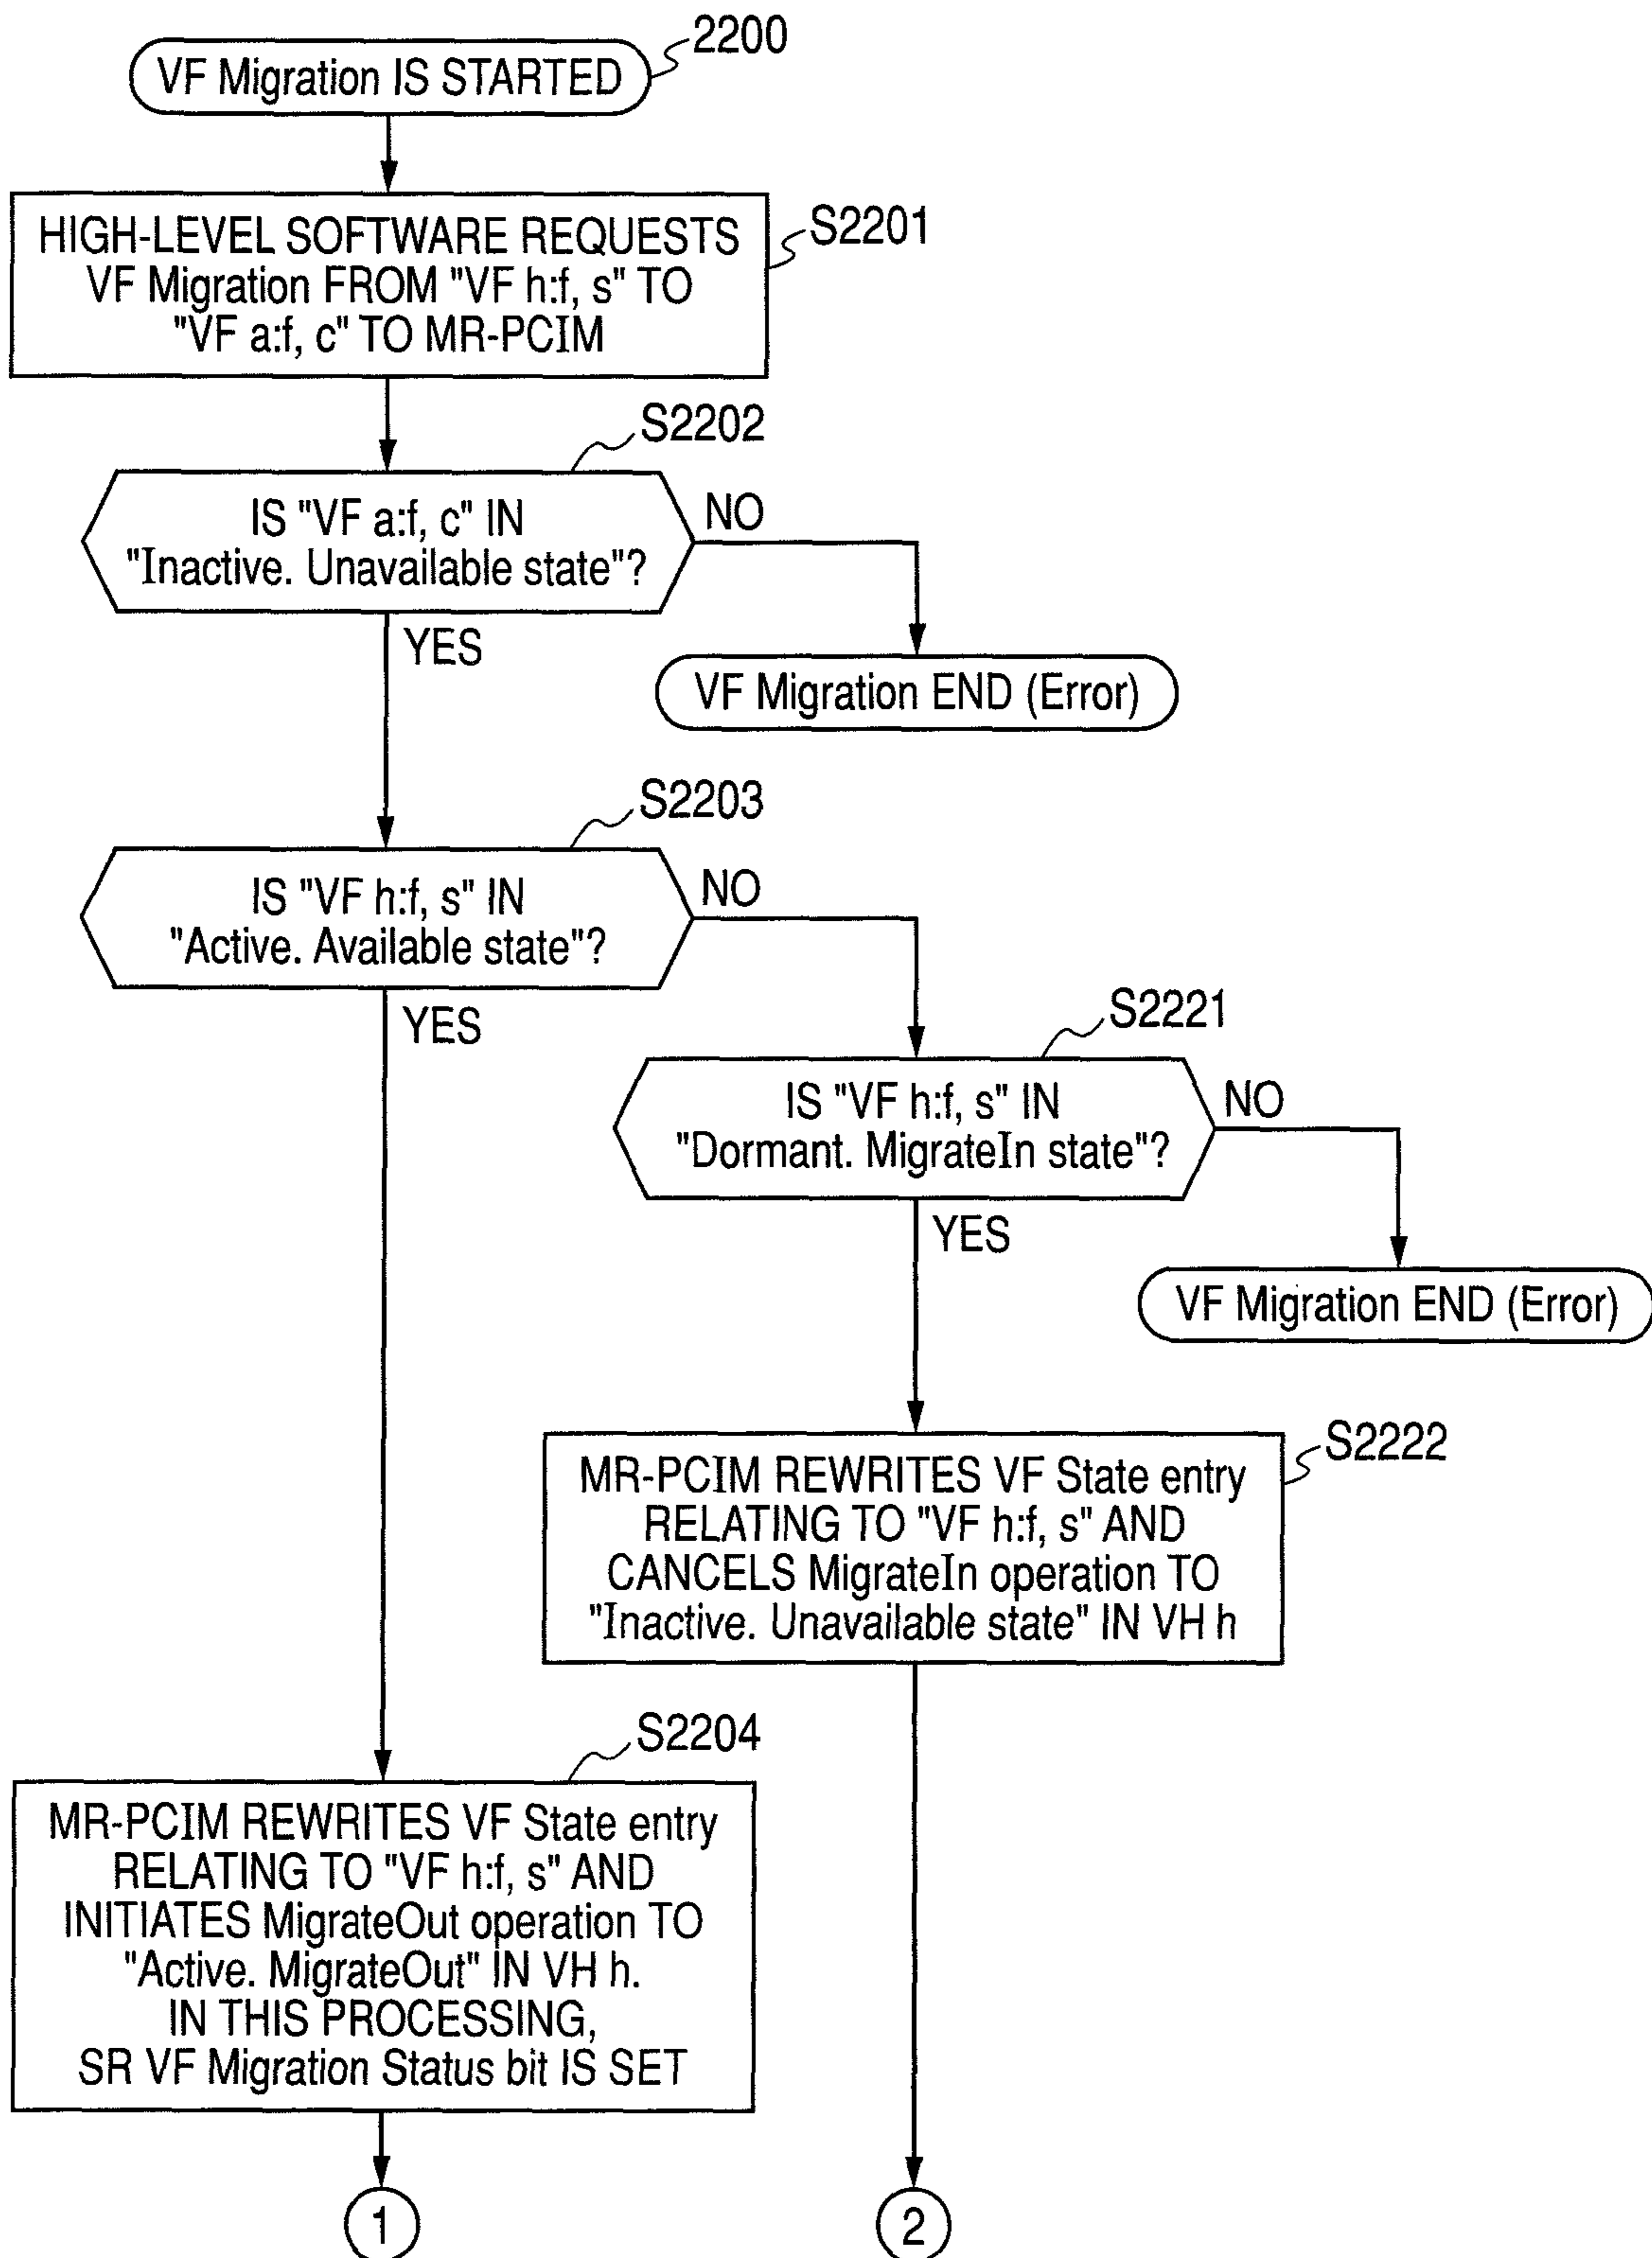 2200
VF Migration IS STARTED
S2201
HIGH-LEVEL SOFTWARE REQUESTS
VF Migration FROM "VF h:f, s" TO
"VF a:f, c" TO MR-PCIM
S2202
IS "VF a:f, c" IN
"Inactive. Unavailable state"?
NO
YES
VF Migration END (Error)
S2203
IS "VF h:f, s" IN
"Active. Available state"?
NO
YES
S2221
IS "VF h:f, s" IN
"Dormant. MigrateIn state"?
NO
YES
VF Migration END (Error)
S2222
MR-PCIM REWRITES VF State entry
RELATING TO "VF h:f, s" AND
CANCELS MigrateIn operation TO
"Inactive. Unavailable state" IN VH h
S2204
MR-PCIM REWRITES VF State entry
RELATING TO "VF h:f, s" AND
INITIATES MigrateOut operation TO
"Active. MigrateOut" IN VH h.
IN THIS PROCESSING,
SR VF Migration Status bit IS SET
1
2